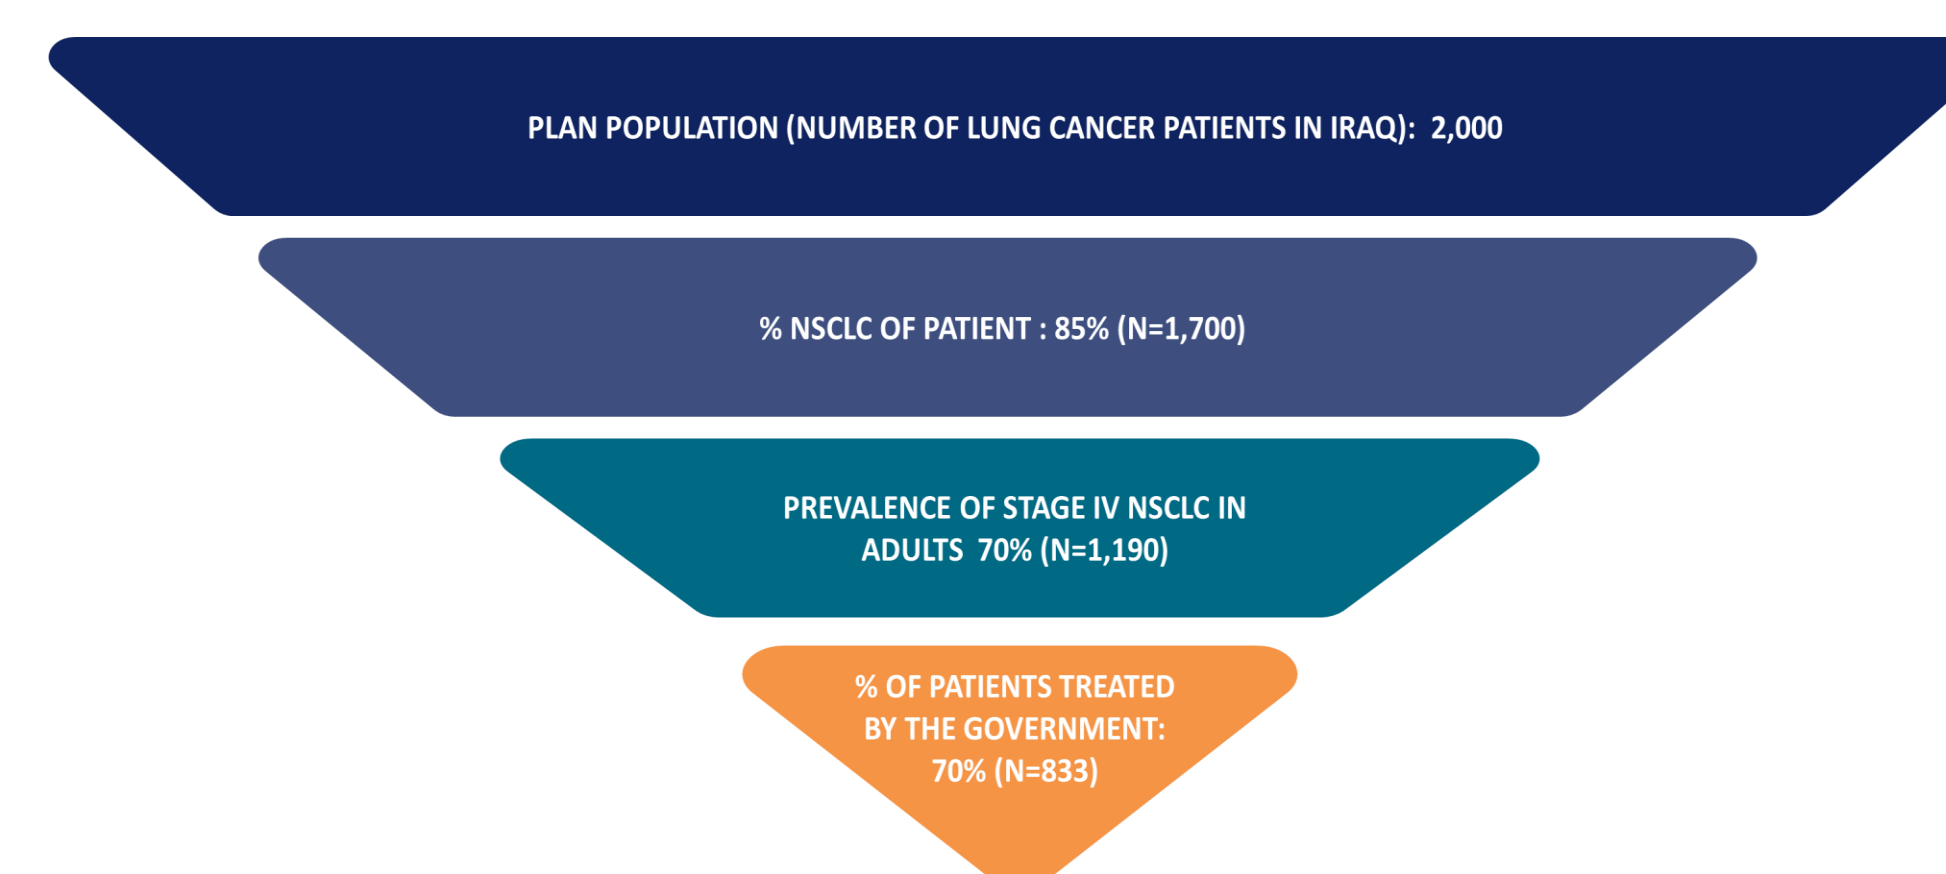 PLAN POPULATION (NUMBER OF LUNG CANCER PATIENTS IN IRAQ): 2,000
% NSCLC OF PATIENT : 85% (N=1,700)
PREVALENCE OF STAGE IV NSCLC IN
ADULTS 70% (N=1,190)
% OF PATIENTS TREATED
BY THE GOVERNMENT:
70% (N=833)